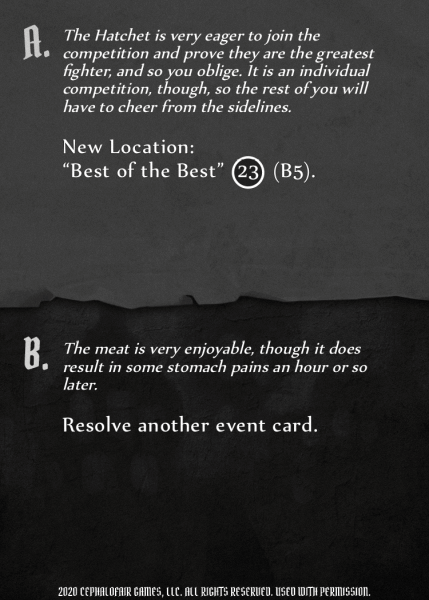 A.
The Hatchet is very eager to join the
competition and prove they are the greatest
fighter, and so you oblige. It is an individual
competition, though, so the rest of you will
have to cheer from the sidelines.
New Location:
“Best of the Best” 23 (B5).
B.
The meat is very enjoyable, though it does
result in some stomach pains an hour or so
later.
Resolve another event card.
2020 CEPHALOFAIR GAMES, LLC. ALL RIGHTS RESERVED. USED WITH PERMISSION.